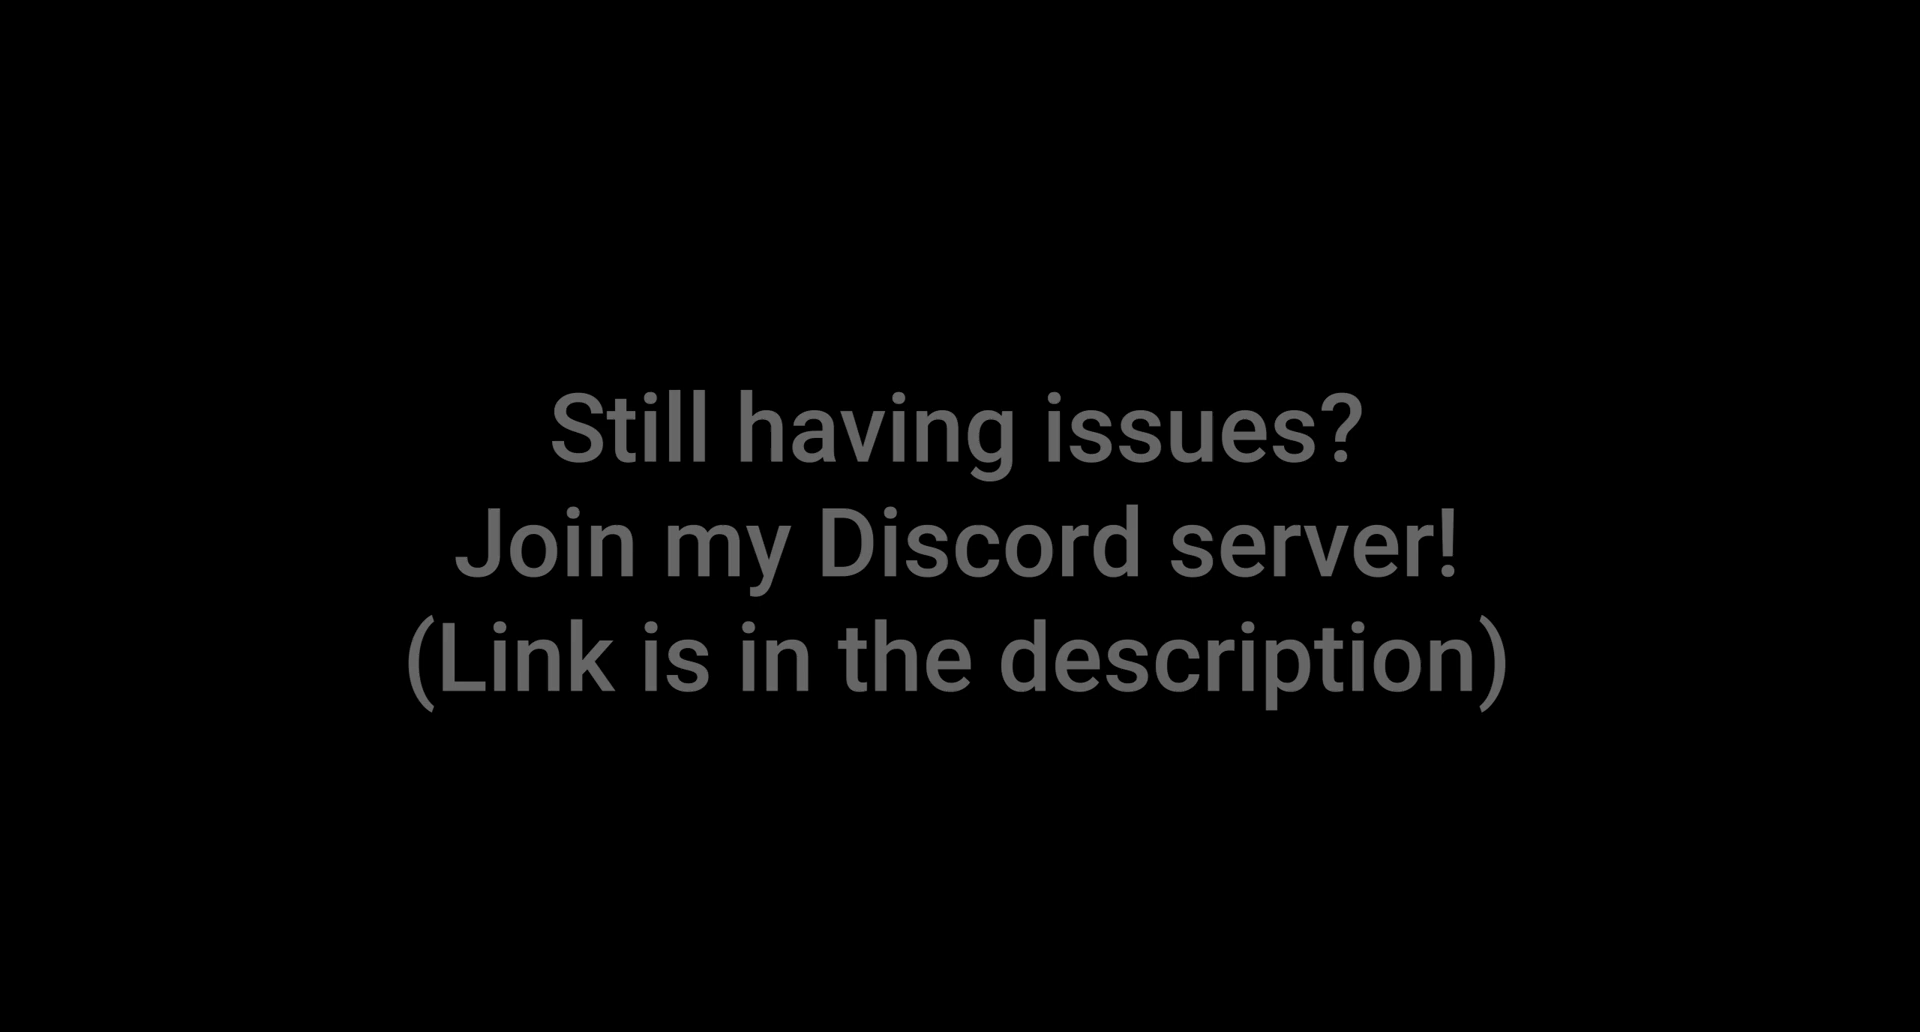 Still having issues?
Join my Discord server!
(Link is in the description)